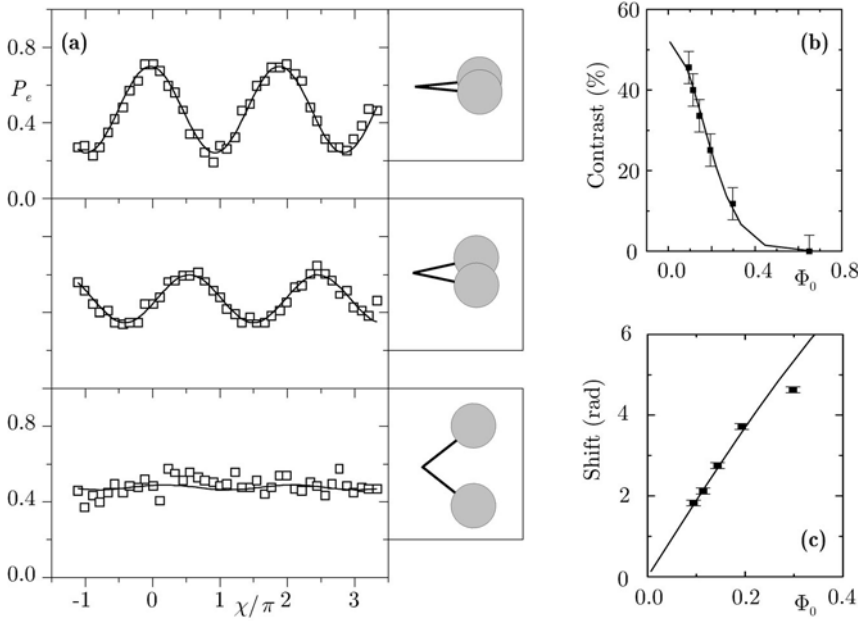 (a)
0.8
P_e
0.4
0.0
0.8
0.4
0.0
-1 0 1 2 3
χ/π
(b)
60
40
20
0
Contrast (%)
0.0 0.4 0.8
Φ₀
6
4
2
0
Shift (rad)
(c)
0.0 0.2 0.4
Φ₀